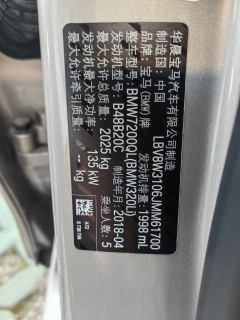 华晨宝马汽车有限公司制造
LBV8W3106JMM61700
品牌 宝马(BMW)牌 制造国 中国
整车型号 BMW7200QL(BMW320Li)
发动机型号 B48B20C 发动机排量 1998 mL
最大允许总质量 2025 kg 制造年月 2018-04
发动机最大净功率 135 kW 乘坐人数 5
最大允许牵引质量 -- kg